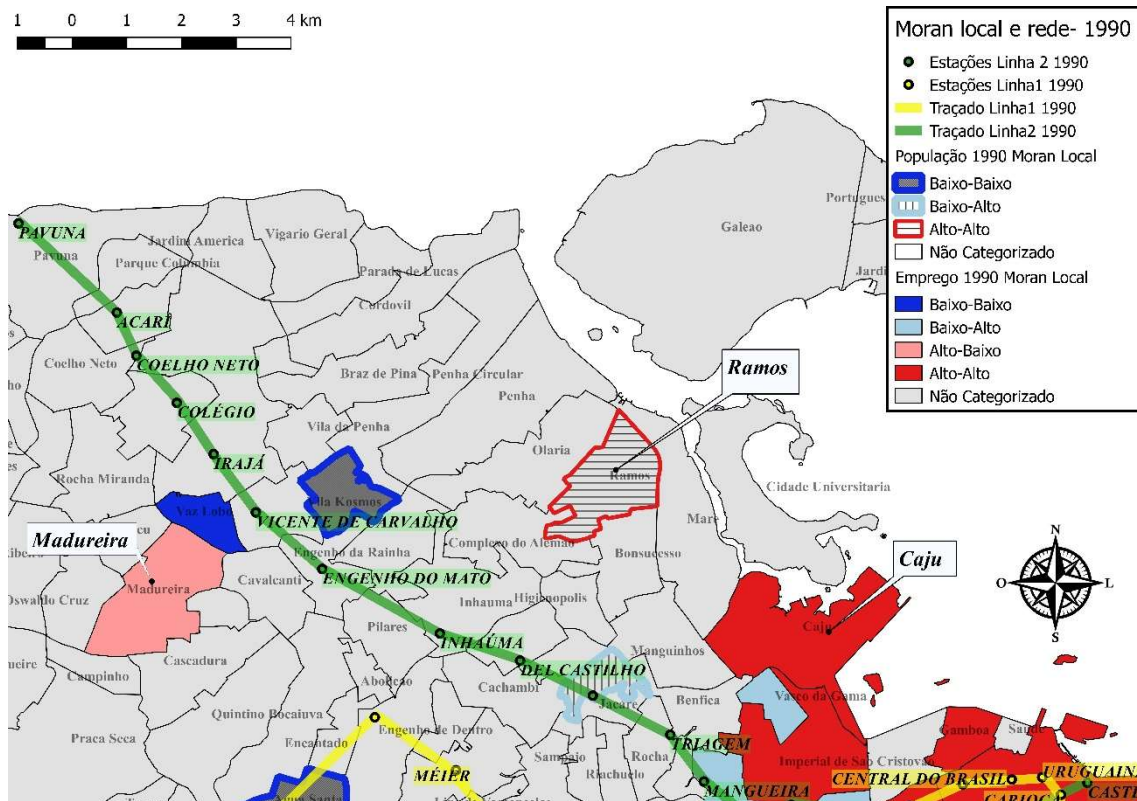 1 0 1 2 3 4 km
Moran local e rede- 1990
Estações Linha 2 1990
Estações Linha1 1990
Traçado Linha1 1990
Traçado Linha2 1990
População 1990 Moran Local
Baixo-Baixo
Baixo-Alto
Alto-Alto
Não Categorizado
Emprego 1990 Moran Local
Baixo-Baixo
Baixo-Alto
Alto-Baixo
Alto-Alto
Não Categorizado
Portugues
Galeao
Jardi
PAVUNA
Pavuna
Jardim America
Vigario Geral
Parque Columbia
Parada de Lucas
Cordovil
ACARÍ
COELHO NETO
Coelho Neto
Braz de Pina
Penha Circular
Ramos
Penha
COLÉGIO
Vila da Penha
Olaria
IRAJÁ
Rocha Miranda
Ramos
Cidade Universitaria
Vila Kosmos
Vaz Lobo
VICENTE DE CARVALHO
Mare
Madureira
Engenho da Rainha
Complexo do Alemao
Bonsucesso
Caju
ENGENHO DO MATO
Cavalcanti
Madureira
Oswaldo Cruz
Inhauma
Higienopolis
N
O L
S
Pilares
Caju
INHAÚMA
Manguinhos
Cascadura
DEL CASTILHO
Campinho
Abolição
Cachambi
Vasco da Gama
Jacare
Benfica
Quintino Bocaiuva
Engenho de Dentro
Gamboa
Saude
Praca Seca
Encantado
TRIAGEM
Sampaio
Rocha
Imperial de Sao Cristovão
MÉIER
Riachuelo
MANGUEIRA
CENTRAL DO BRASIL
URUGUAINA
CARIOC
CASTE